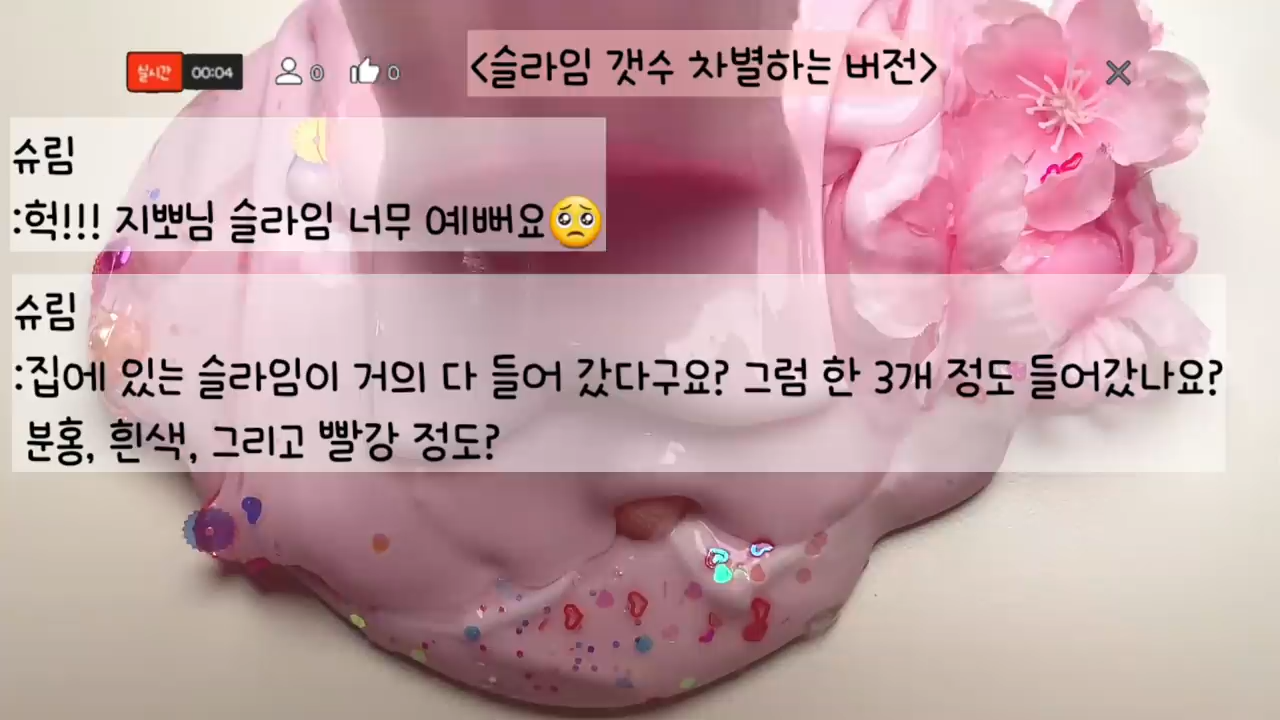 실시간 00:04 0 0 <슬라임 갯수 차별하는 버전>
슈림
:헉!!! 지뽀님 슬라임 너무 예뻐요🥺
슈림
:집에 있는 슬라임이 거의 다 들어 갔다구요? 그럼 한 3개 정도 들어갔나요?
분홍, 흰색, 그리고 빨강 정도?